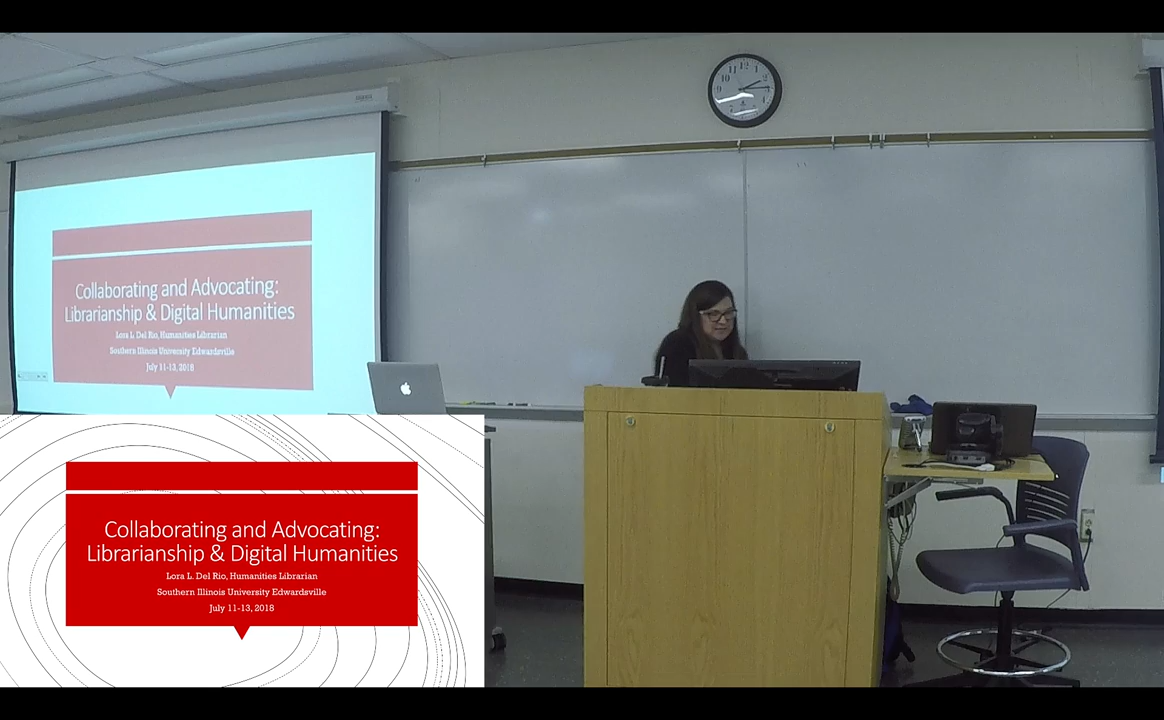 Collaborating and Advocating:
Librarianship & Digital Humanities
Lora L. Del Rio, Humanities Librarian
Southern Illinois University Edwardsville
July 11-13, 2018
Collaborating and Advocating:
Librarianship & Digital Humanities
Lora L. Del Rio, Humanities Librarian
Southern Illinois University Edwardsville
July 11-13, 2018